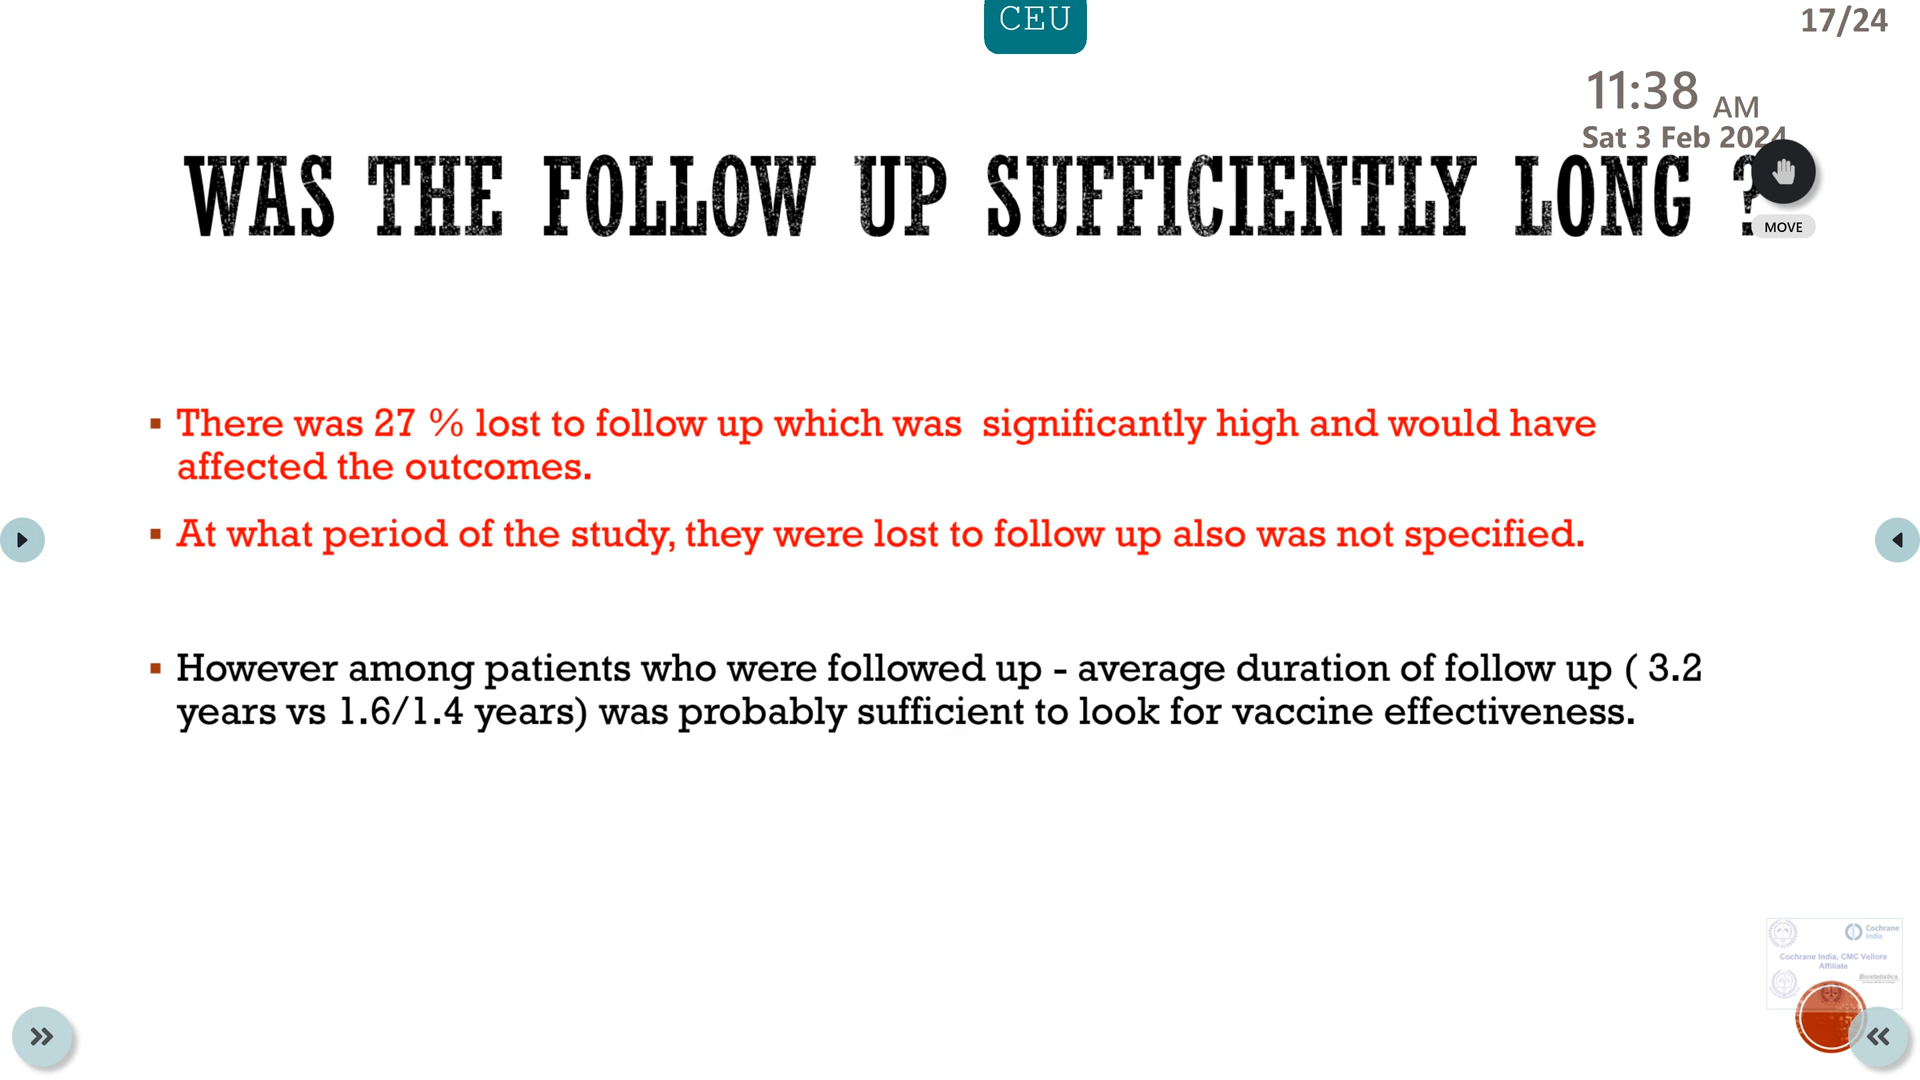 CEU
17/24
11:38 AM
Sat 3 Feb 2024
WAS THE FOLLOW UP SUFFICIENTLY LONG ?
MOVE
▪ There was 27 % lost to follow up which was significantly high and would have
affected the outcomes.
▪ At what period of the study, they were lost to follow up also was not specified.
▪ However among patients who were followed up - average duration of follow up ( 3.2
years vs 1.6/1.4 years) was probably sufficient to look for vaccine effectiveness.
Cochrane
India
Cochrane India, CMC Vellore
Affiliate
Biostatistics